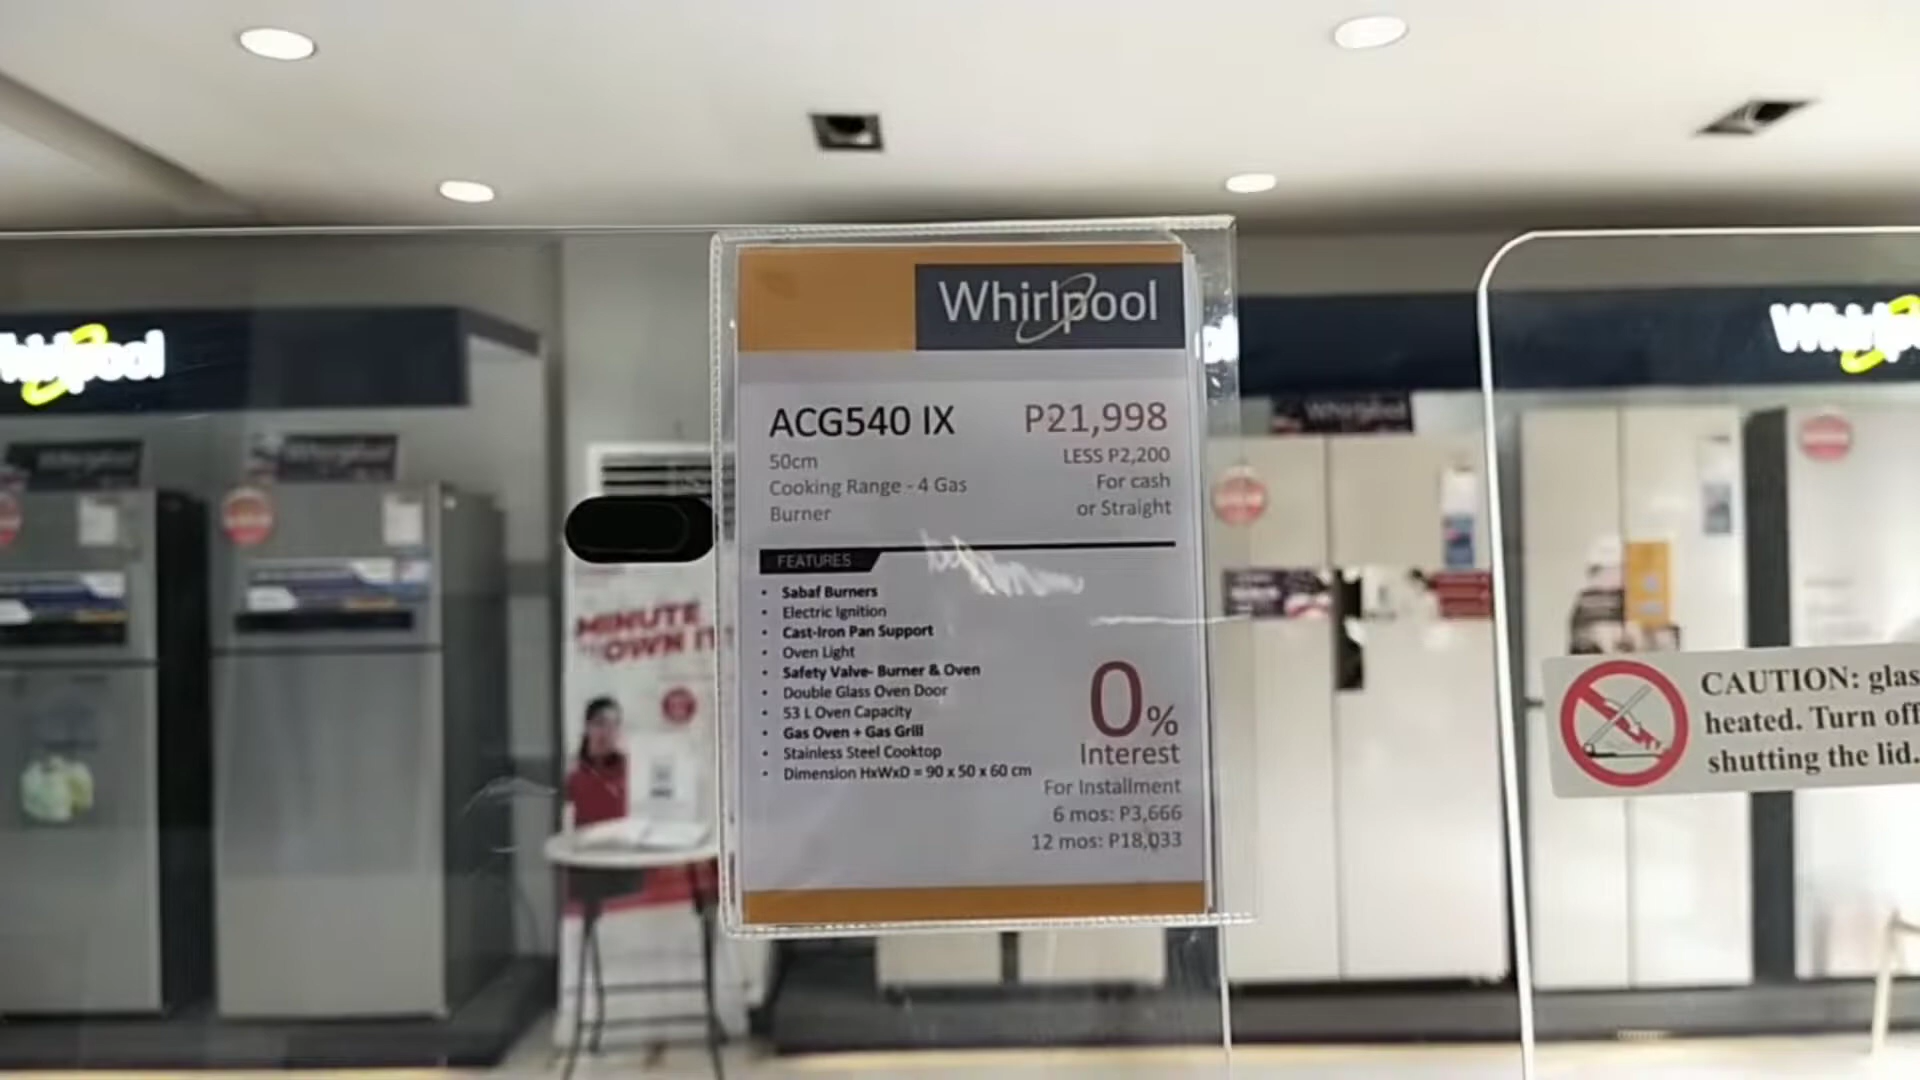 Whirlpool
Whirlpool
ACG540 IX
P21,998
50cm
LESS P2,200
Cooking Range - 4 Gas
For cash
Burner
or Straight
FEATURES
• Sabaf Burners
• Electric Ignition
• Cast-Iron Pan Support
• Oven Light
• Safety Valve- Burner & Oven
• Double Glass Oven Door
• 53 L Oven Capacity
• Gas Oven + Gas Grill
• Stainless Steel Cooktop
• Dimension HxWxD = 90 x 50 x 60 cm
0%
Interest
For Installment
6 mos: P3,666
12 mos: P18,033
MINUTE
OWN IT
Whirlpool
Whirlpool
CAUTION: glas
heated. Turn off
shutting the lid.